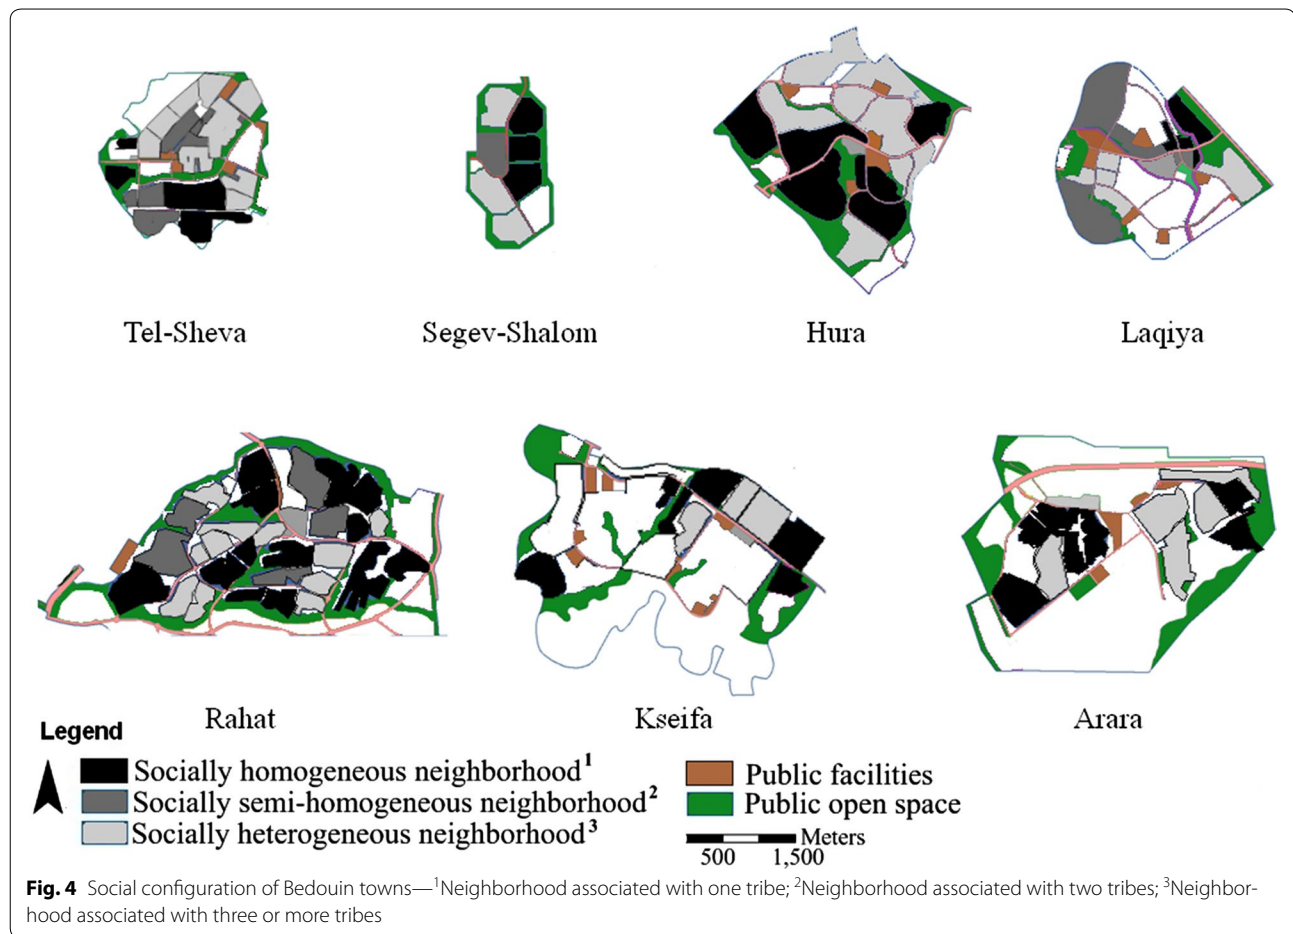 Tel-Sheva
Segev-Shalom
Hura
Laqiya
Rahat
Kseifa
Arara
Legend
Socially homogeneous neighborhood¹
Socially semi-homogeneous neighborhood²
Socially heterogeneous neighborhood³
Public facilities
Public open space
Meters
500 1,500
Fig. 4 Social configuration of Bedouin towns—¹Neighborhood associated with one tribe; ²Neighborhood associated with two tribes; ³Neighbor-
hood associated with three or more tribes